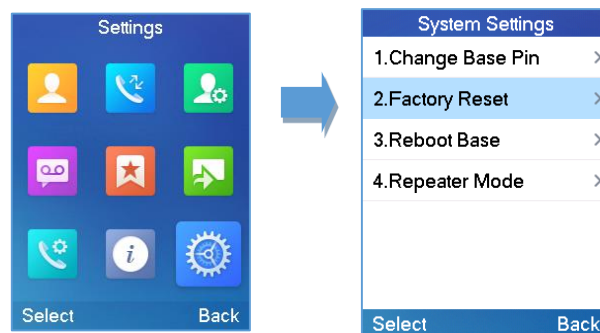 Settings
Select Back
System Settings
1.Change Base Pin
2.Factory Reset
3.Reboot Base
4.Repeater Mode
Select Back